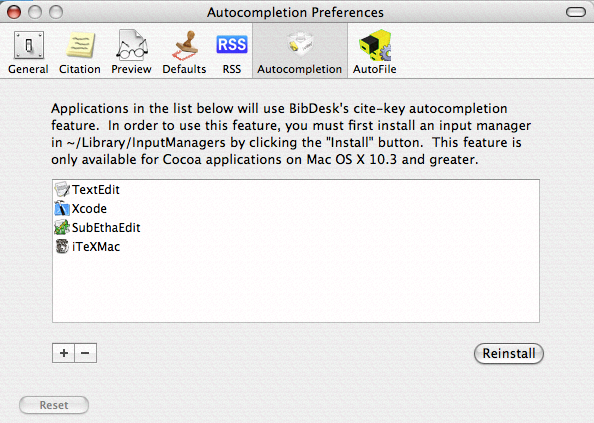 Autocompletion Preferences
General Citation Preview Defaults RSS Autocompletion AutoFile
RSS
Applications in the list below will use BibDesk's cite-key autocompletion
feature.  In order to use this feature, you must first install an input manager
in ~/Library/InputManagers by clicking the "Install" button.  This feature is
only available for Cocoa applications on Mac OS X 10.3 and greater.
TextEdit
Xcode
SubEthaEdit
iTeXMac
+ −
Reinstall
Reset